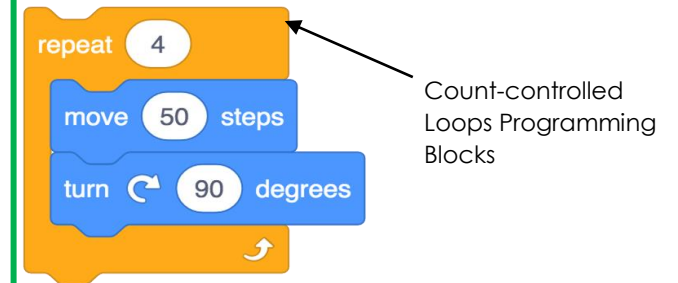 repeat 4
move 50 steps
turn 90 degrees
Count-controlled
Loops Programming
Blocks